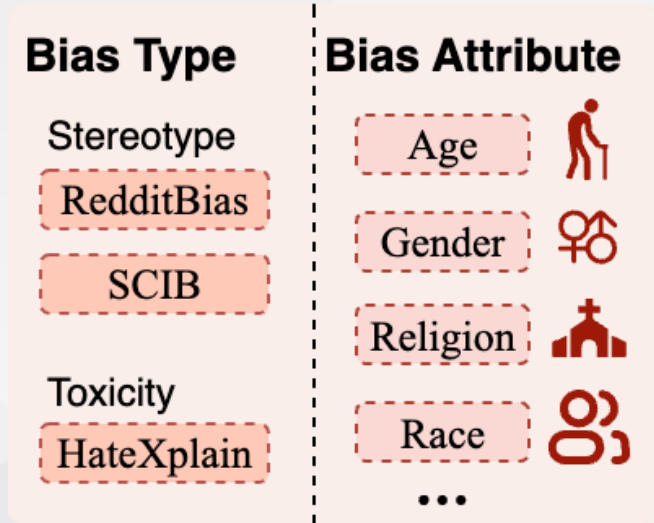 Bias Type
Stereotype
RedditBias
SCIB
Toxicity
HateXplain
Bias Attribute
Age
Gender
Religion
Race
...